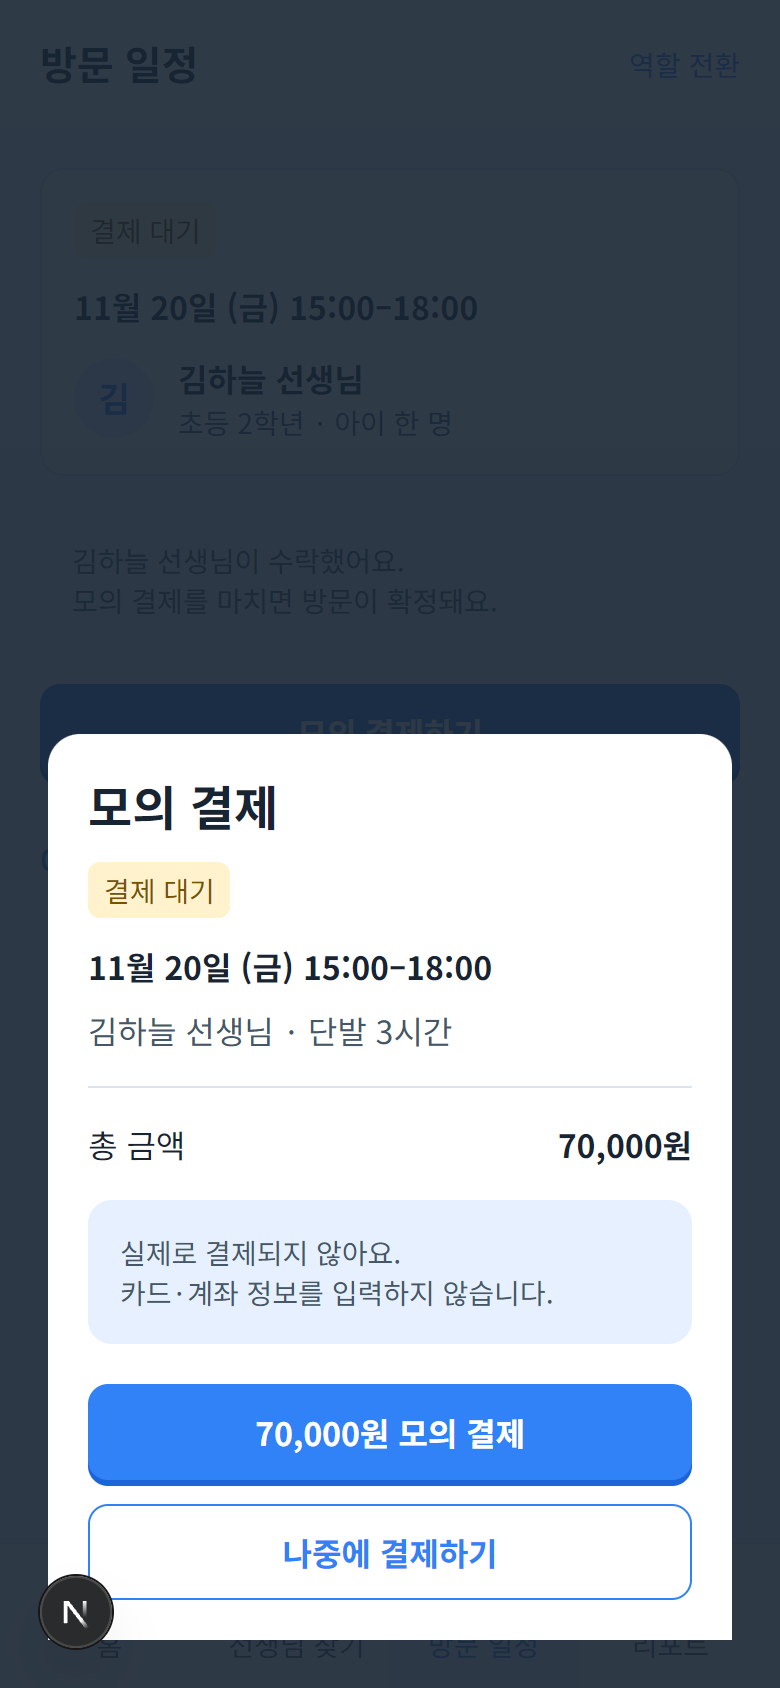 방문 일정
역할 전환
결제 대기
11월 20일 (금) 15:00–18:00
김
김하늘 선생님
초등 2학년 · 아이 한 명
김하늘 선생님이 수락했어요.
모의 결제를 마치면 방문이 확정돼요.
모의 결제하기
모의 결제
결제 대기
11월 20일 (금) 15:00–18:00
김하늘 선생님 · 단발 3시간
총 금액
70,000원
실제로 결제되지 않아요.
카드·계좌 정보를 입력하지 않습니다.
70,000원 모의 결제
나중에 결제하기
N
홈
선생님 찾기
방문 일정
리포트